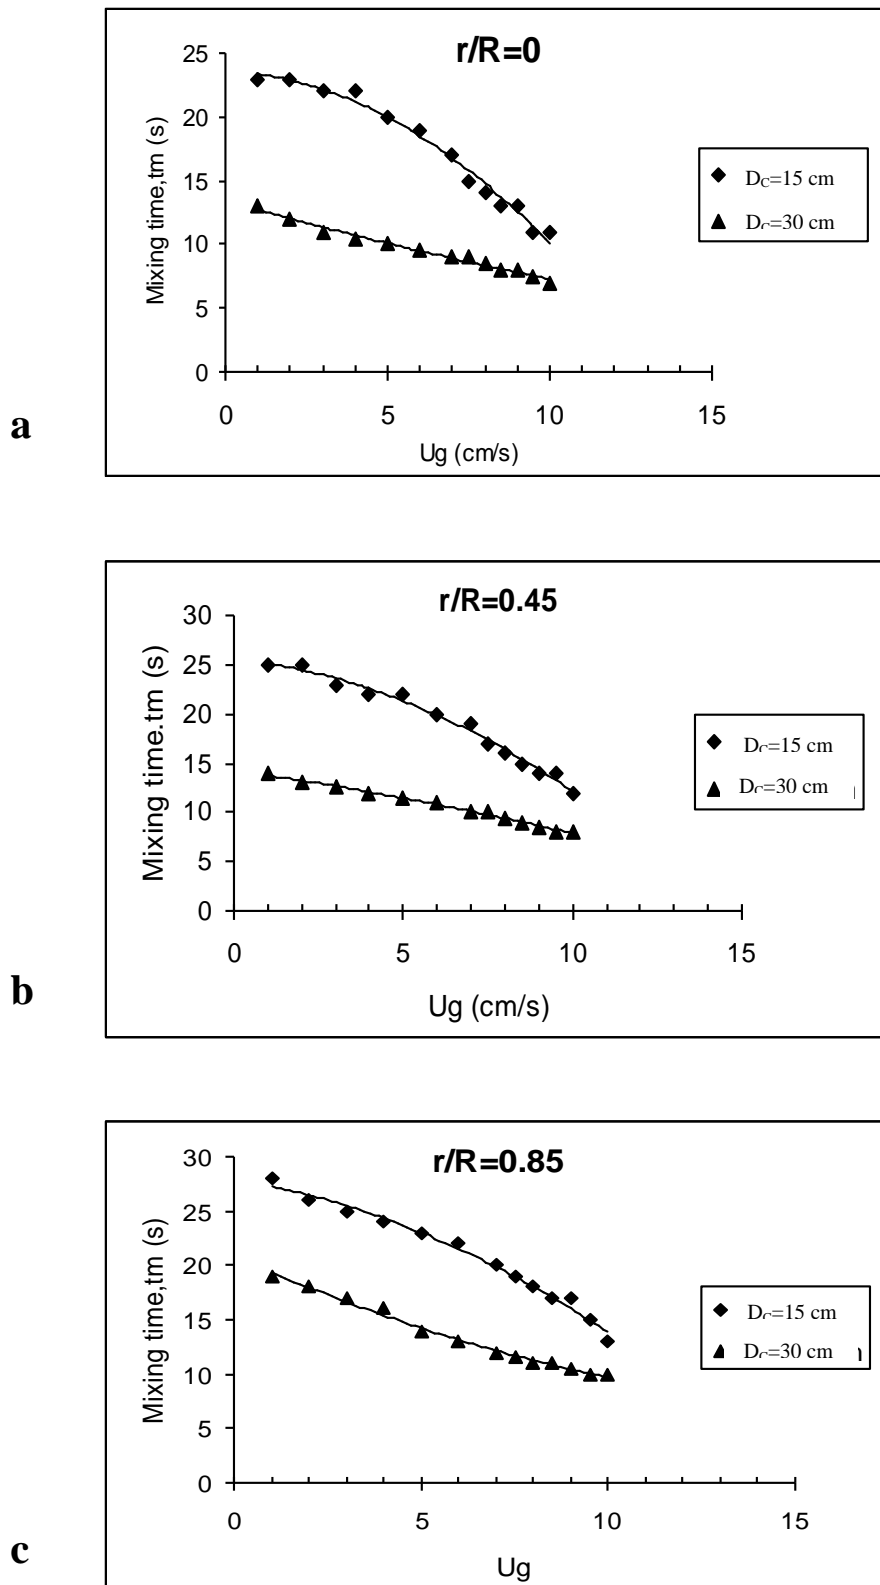 r/R=0
25
20
15
10
5
0
Mixing time,tm (s)
0 5 10 15
Ug (cm/s)
DC=15 cm
DC=30 cm
a
r/R=0.45
30
25
20
15
10
5
0
Mixing time.tm (s)
0 5 10 15
Ug (cm/s)
DC=15 cm
DC=30 cm
b
r/R=0.85
30
25
20
15
10
5
0
Mixing time,tm (s)
0 5 10 15
Ug
DC=15 cm
DC=30 cm
c